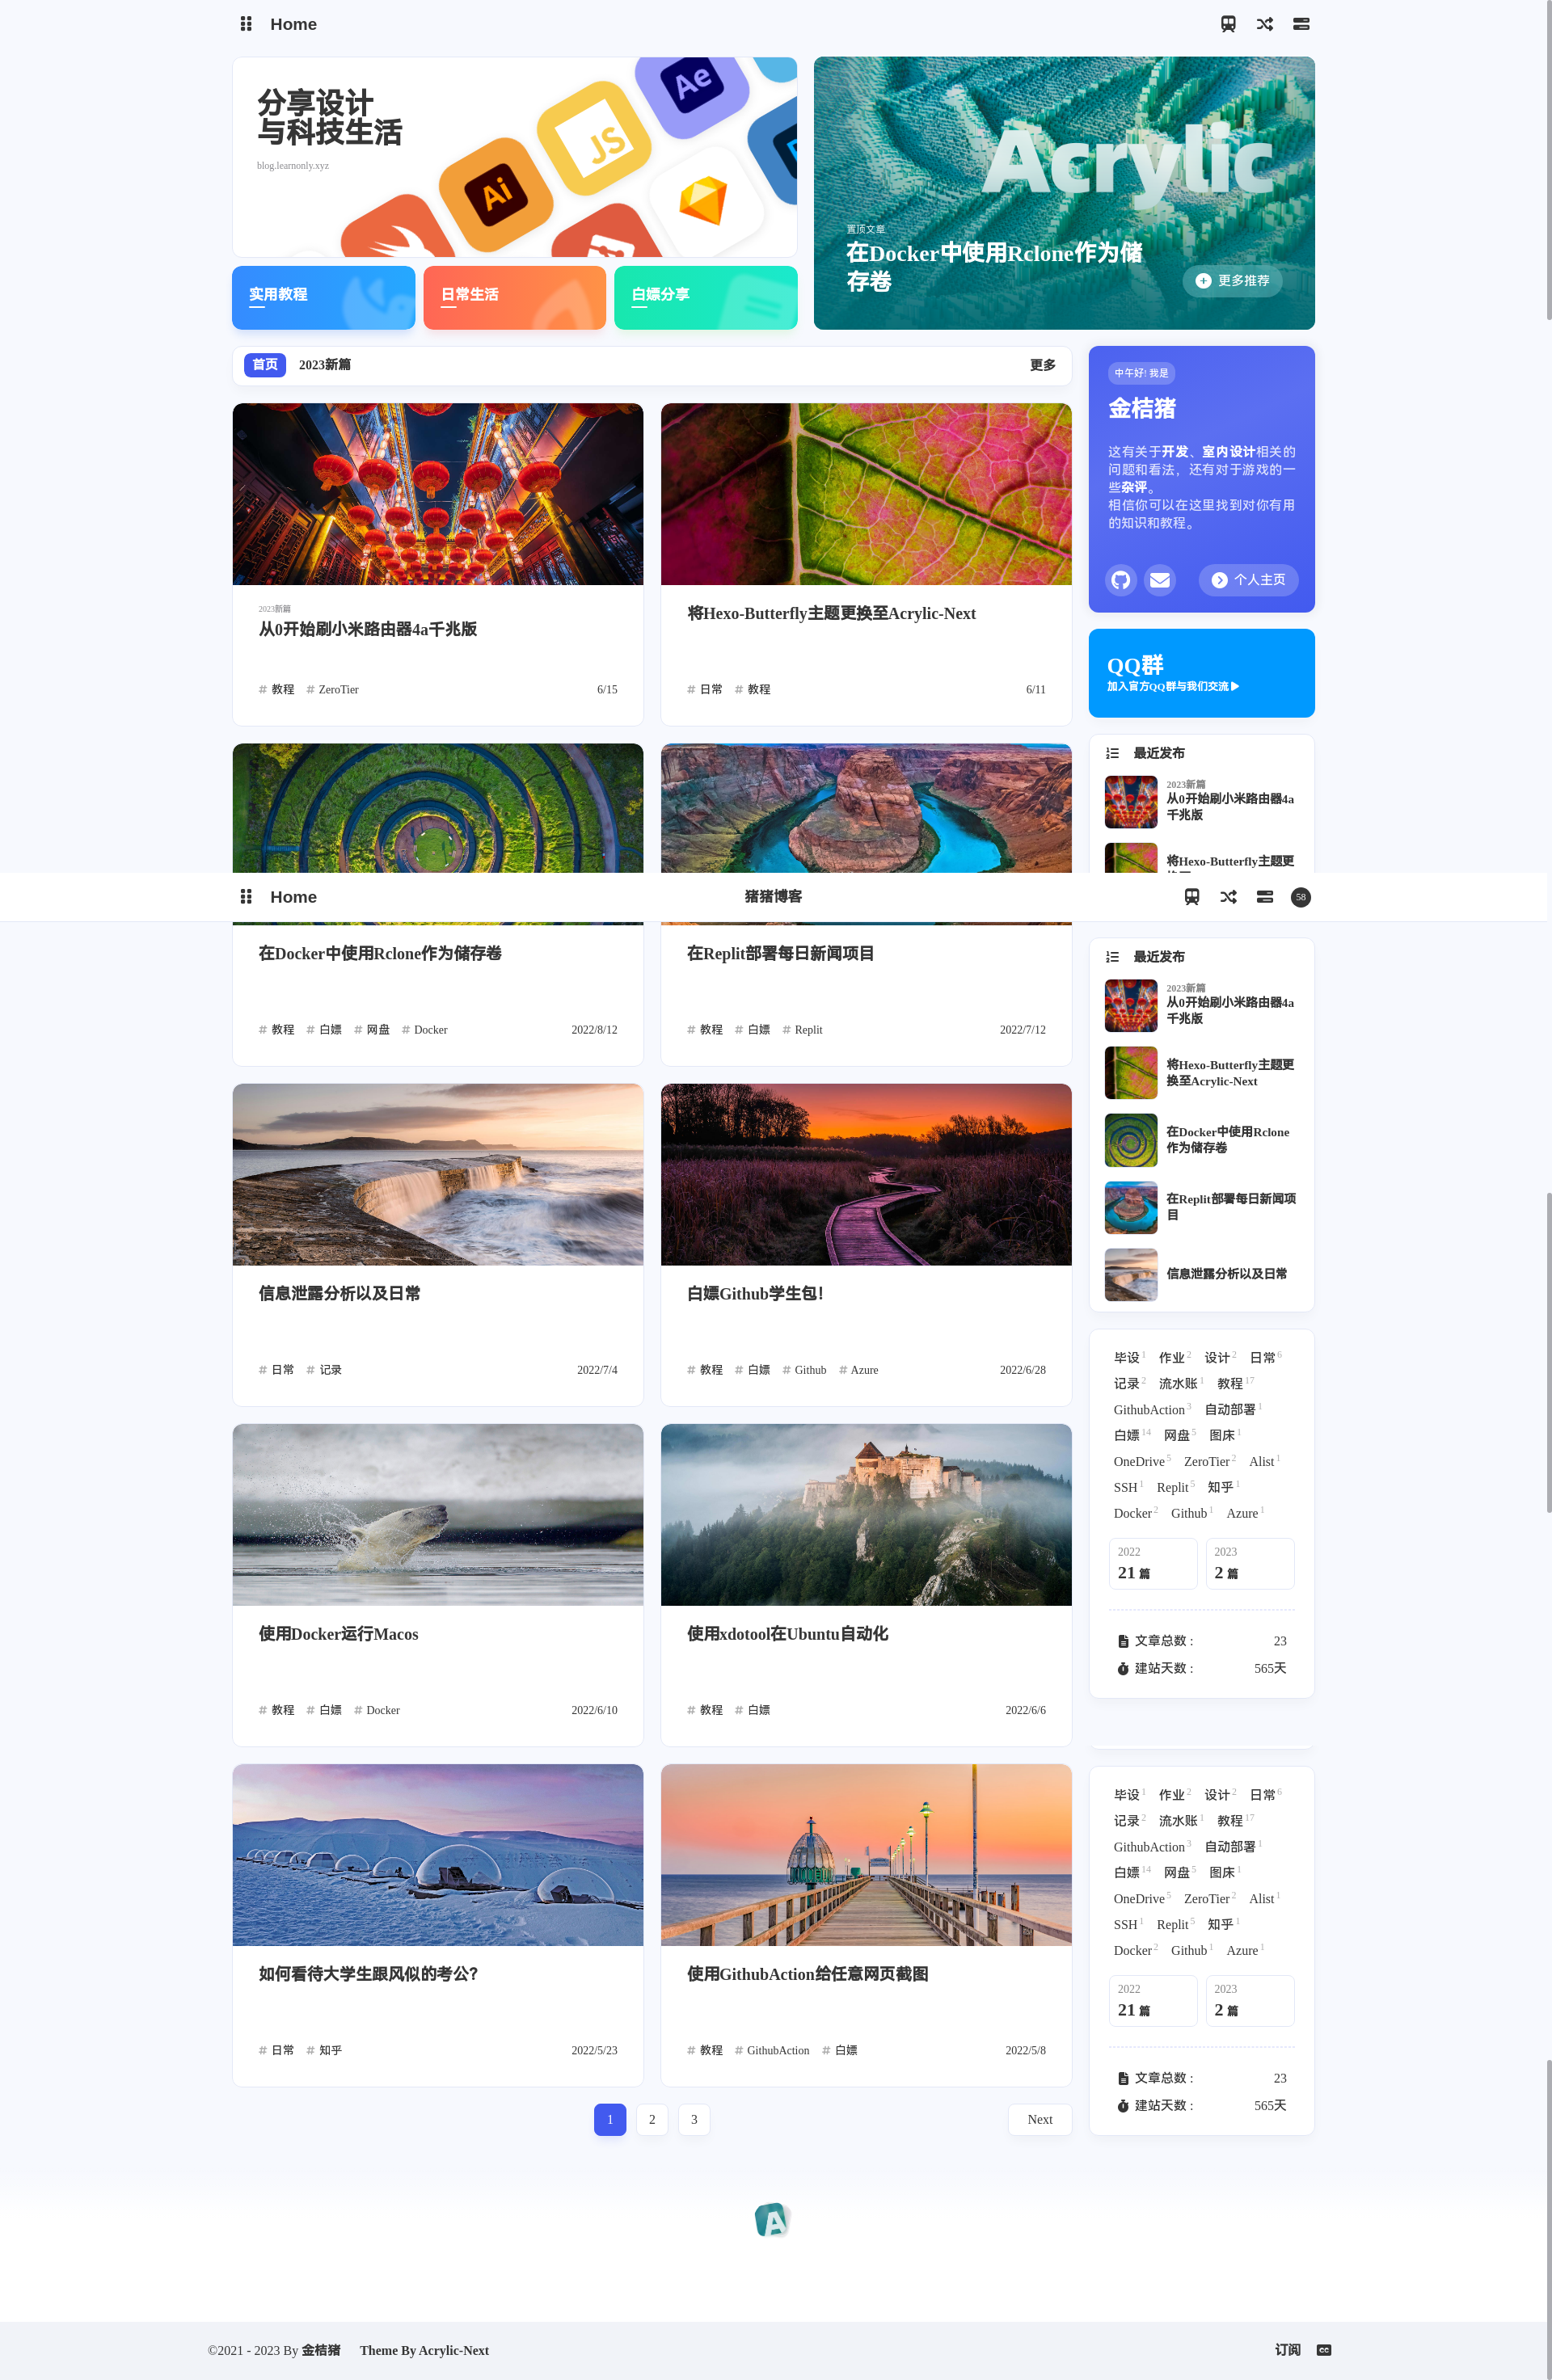 Home
分享设计
与科技生活
blog.learnonly.xyz
Ae
JS
Ai
Acrylic
置顶文章
在Docker中使用Rclone作为储
存卷
更多推荐
实用教程
日常生活
白嫖分享
首页
2023新篇
更多
中午好! 我是
金桔猪
这有关于开发、室内设计相关的
问题和看法，还有对于游戏的一
些杂评。
相信你可以在这里找到对你有用
的知识和教程。
个人主页
2023新篇
从0开始刷小米路由器4a千兆版
# 教程 # ZeroTier 6/15
将Hexo-Butterfly主题更换至Acrylic-Next
# 日常 # 教程 6/11
QQ群
加入官方QQ群与我们交流
最近发布
2023新篇
从0开始刷小米路由器4a
千兆版
将Hexo-Butterfly主题更
Home
猪猪博客
58
在Docker中使用Rclone作为储存卷
# 教程 # 白嫖 # 网盘 # Docker 2022/8/12
在Replit部署每日新闻项目
# 教程 # 白嫖 # Replit 2022/7/12
最近发布
2023新篇
从0开始刷小米路由器4a
千兆版
将Hexo-Butterfly主题更
换至Acrylic-Next
在Docker中使用Rclone
作为储存卷
在Replit部署每日新闻项
目
信息泄露分析以及日常
信息泄露分析以及日常
# 日常 # 记录 2022/7/4
白嫖Github学生包！
# 教程 # 白嫖 # Github # Azure 2022/6/28
毕设1 作业2 设计2 日常6
记录2 流水账1 教程17
GithubAction3 自动部署1
白嫖14 网盘5 图床1
OneDrive5 ZeroTier2 Alist1
SSH1 Replit5 知乎1
Docker2 Github1 Azure1
2022
21 篇
2023
2 篇
文章总数 : 23
建站天数 : 565天
使用Docker运行Macos
# 教程 # 白嫖 # Docker 2022/6/10
使用xdotool在Ubuntu自动化
# 教程 # 白嫖 2022/6/6
如何看待大学生跟风似的考公？
# 日常 # 知乎 2022/5/23
使用GithubAction给任意网页截图
# 教程 # GithubAction # 白嫖 2022/5/8
毕设1 作业2 设计2 日常6
记录2 流水账1 教程17
GithubAction3 自动部署1
白嫖14 网盘5 图床1
OneDrive5 ZeroTier2 Alist1
SSH1 Replit5 知乎1
Docker2 Github1 Azure1
2022
21 篇
2023
2 篇
文章总数 : 23
建站天数 : 565天
1 2 3
Next
A
©2021 - 2023 By 金桔猪 Theme By Acrylic-Next
订阅
CC